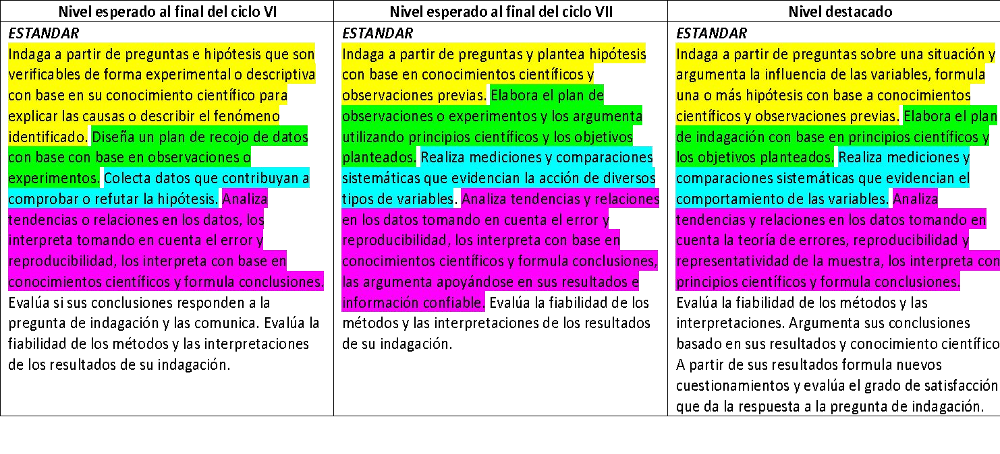 Nivel esperado al final del ciclo VI
ESTANDAR
Indaga a partir de preguntas e hipótesis que son
verificables de forma experimental o descriptiva
con base en su conocimiento científico para
explicar las causas o describir el fenómeno
identificado. Diseña un plan de recojo de datos
con base con base en observaciones o
experimentos. Colecta datos que contribuyan a
comprobar o refutar la hipótesis. Analiza
tendencias o relaciones en los datos, los
interpreta tomando en cuenta el error y
reproducibilidad, los interpreta con base en
conocimientos científicos y formula conclusiones.
Evalúa si sus conclusiones responden a la
pregunta de indagación y las comunica. Evalúa la
fiabilidad de los métodos y las interpretaciones
de los resultados de su indagación.
Nivel esperado al final del ciclo VII
ESTANDAR
Indaga a partir de preguntas y plantea hipótesis
con base en conocimientos científicos y
observaciones previas. Elabora el plan de
observaciones o experimentos y los argumenta
utilizando principios científicos y los objetivos
planteados. Realiza mediciones y comparaciones
sistemáticas que evidencian la acción de diversos
tipos de variables. Analiza tendencias y relaciones
en los datos tomando en cuenta el error y
reproducibilidad, los interpreta con base en
conocimientos científicos y formula conclusiones,
las argumenta apoyándose en sus resultados e
información confiable. Evalúa la fiabilidad de los
métodos y las interpretaciones de los resultados
de su indagación.
Nivel destacado
ESTANDAR
Indaga a partir de preguntas sobre una situación y
argumenta la influencia de las variables, formula
una o más hipótesis con base a conocimientos
científicos y observaciones previas. Elabora el plan
de indagación con base en principios científicos y
los objetivos planteados. Realiza mediciones y
comparaciones sistemáticas que evidencian el
comportamiento de las variables. Analiza
tendencias y relaciones en los datos tomando en
cuenta la teoría de errores, reproducibilidad y
representatividad de la muestra, los interpreta con
principios científicos y formula conclusiones.
Evalúa la fiabilidad de los métodos y las
interpretaciones. Argumenta sus conclusiones
basado en sus resultados y conocimiento científico
A partir de sus resultados formula nuevos
cuestionamientos y evalúa el grado de satisfacción
que da la respuesta a la pregunta de indagación.